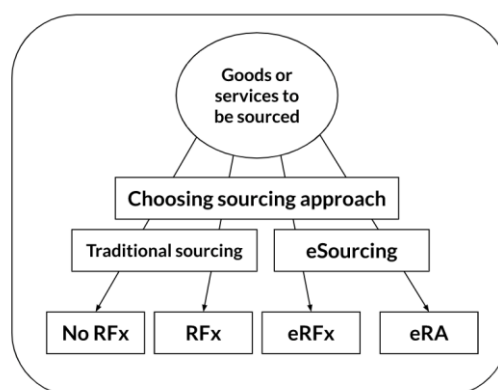 Goods or
services to
be sourced
Choosing sourcing approach
Traditional sourcing
eSourcing
No RFx
RFx
eRFx
eRA